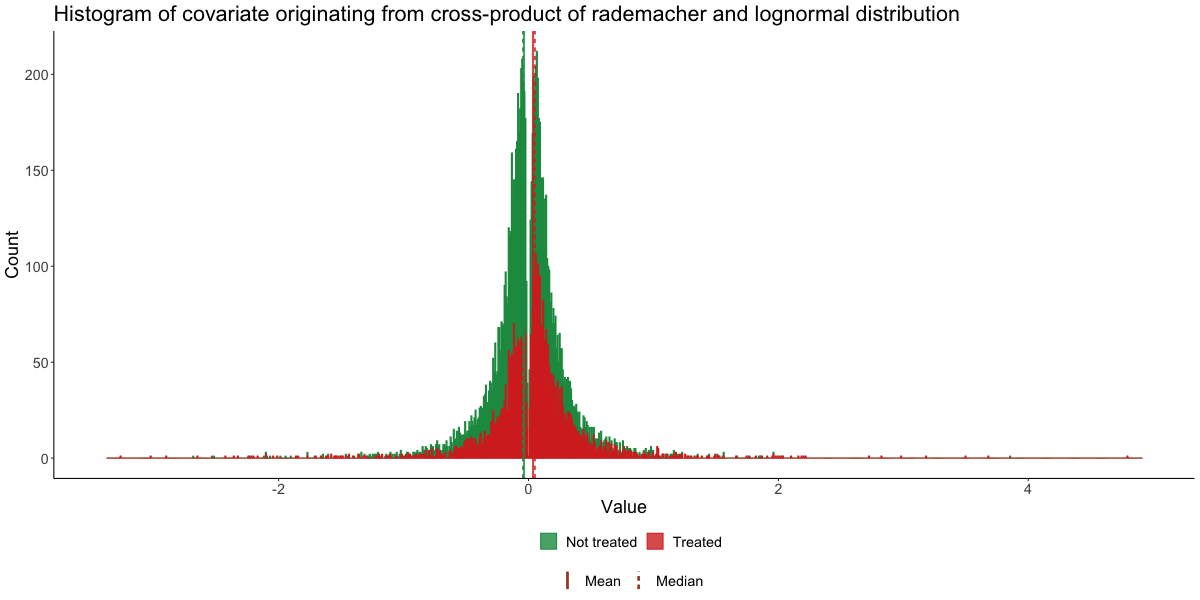 Histogram of covariate originating from cross-product of rademacher and lognormal distribution
Count
200
150
100
50
0
-2 0 2 4
Value
Not treated Treated
Mean Median